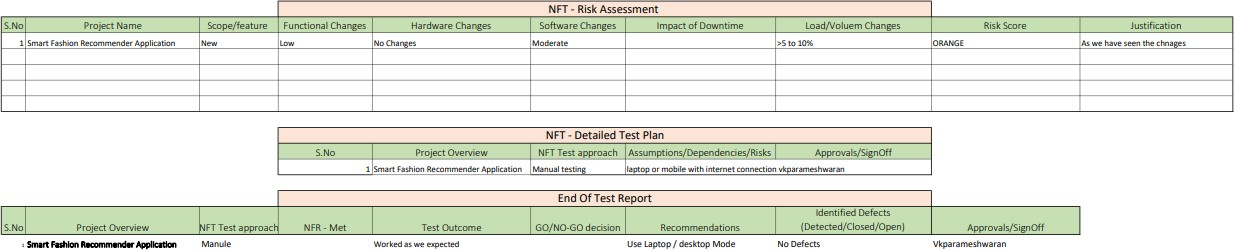 NFT - Risk Assessment
S.No Project Name Scope/feature Functional Changes Hardware Changes Software Changes Impact of Downtime Load/Voluem Changes Risk Score Justification
1 Smart Fashion Recommender Application New Low No Changes Moderate >5 to 10% ORANGE As we have seen the chnages
NFT - Detailed Test Plan
S.No Project Overview NFT Test approach Assumptions/Dependencies/Risks Approvals/SignOff
1 Smart Fashion Recommender Application Manual testing laptop or mobile with internet connection vkparameshwaran
End Of Test Report
Identified Defects
S.No Project Overview NFT Test approach NFR - Met Test Outcome GO/NO-GO decision Recommendations (Detected/Closed/Open) Approvals/SignOff
1 Smart Fashion Recommender Application Manule Worked as we expected Use Laptop / desktop Mode No Defects Vkparameshwaran